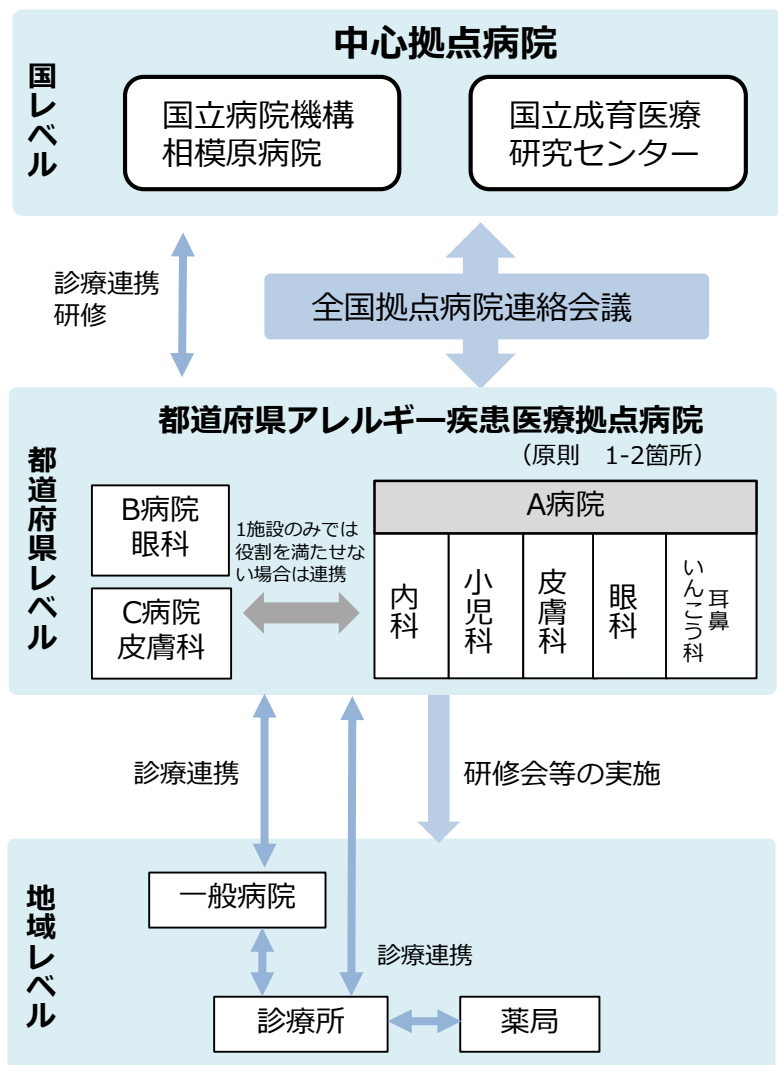 中心拠点病院
国レベル
国立病院機構
相模原病院
国立成育医療
研究センター
診療連携
研修
全国拠点病院連絡会議
都道府県アレルギー疾患医療拠点病院
（原則　1-2箇所）
都道府県レベル
B病院
眼科
C病院
皮膚科
1施設のみでは
役割を満たせな
い場合は連携
A病院
内科
小児科
皮膚科
眼科
耳鼻
いんこう科
診療連携
研修会等の実施
地域レベル
一般病院
診療連携
診療所
薬局